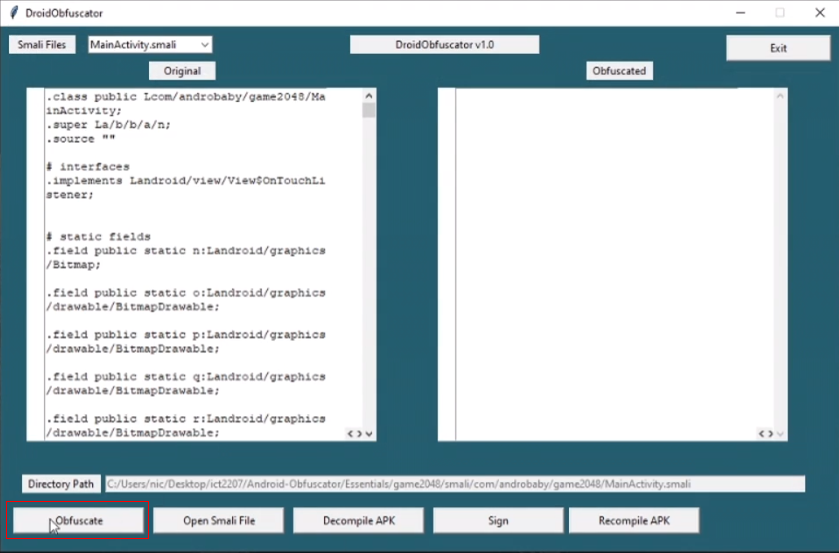 DroidObfuscator
Smali Files
MainActivity.smali
DroidObfuscator v1.0
Exit
Original
Obfuscated
.class public Lcom/androbaby/game2048/Ma
inActivity;
.super La/b/b/a/n;
.source ""
# interfaces
.implements Landroid/view/View$OnTouchLi
stener;
# static fields
.field public static n:Landroid/graphics
/Bitmap;
.field public static o:Landroid/graphics
/drawable/BitmapDrawable;
.field public static p:Landroid/graphics
/drawable/BitmapDrawable;
.field public static q:Landroid/graphics
/drawable/BitmapDrawable;
.field public static r:Landroid/graphics
/drawable/BitmapDrawable;
Directory Path
C:/Users/nic/Desktop/ict2207/Android-Obfuscator/Essentials/game2048/smali/com/androbaby/game2048/MainActivity.smali
Obfuscate
Open Smali File
Decompile APK
Sign
Recompile APK